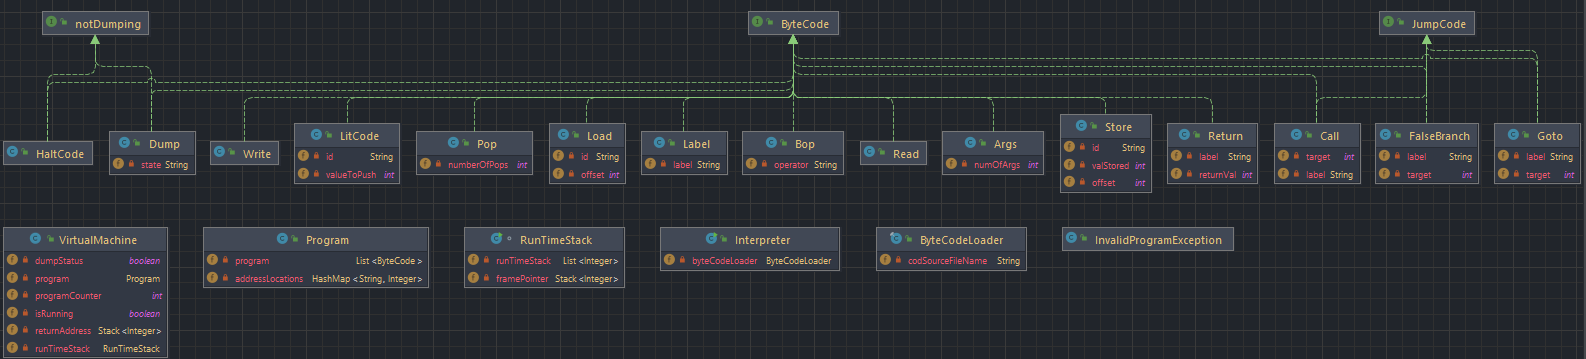 notDumping
ByteCode
JumpCode
HaltCode
Dump
state String
Write
LitCode
id String
valueToPush int
Pop
numberOfPops int
Load
id String
offset int
Label
label String
Bop
operator String
Read
Args
numOfArgs int
Store
id String
valStored int
offset int
Return
label String
returnVal int
Call
target int
label String
FalseBranch
label String
target int
Goto
label String
target int
VirtualMachine
dumpStatus boolean
program Program
programCounter int
isRunning boolean
returnAddress Stack <Integer>
runTimeStack RunTimeStack
Program
program List <ByteCode >
addressLocations HashMap <String, Integer>
RunTimeStack
runTimeStack List <Integer>
framePointer Stack <Integer>
Interpreter
byteCodeLoader ByteCodeLoader
ByteCodeLoader
codSourceFileName String
InvalidProgramException